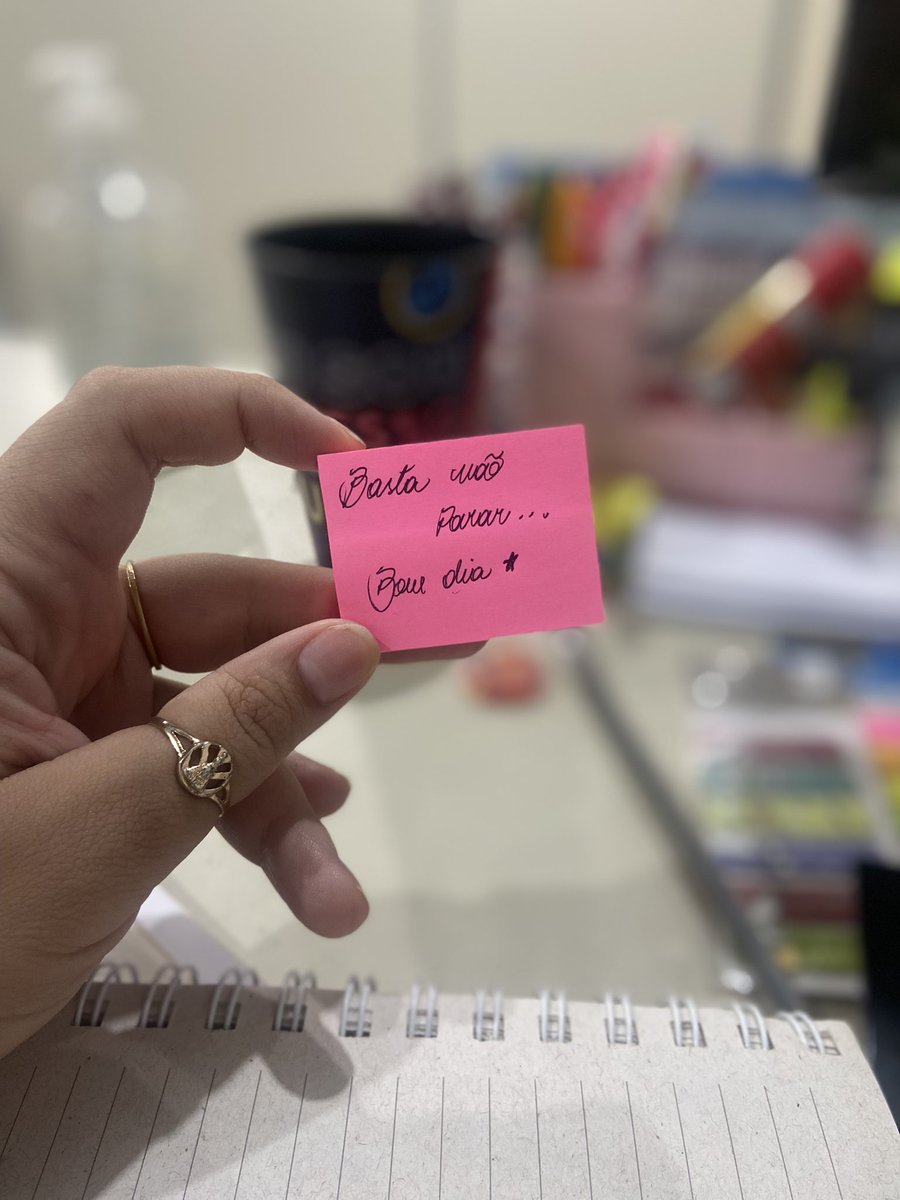 Basta não
parar...
Bom dia *